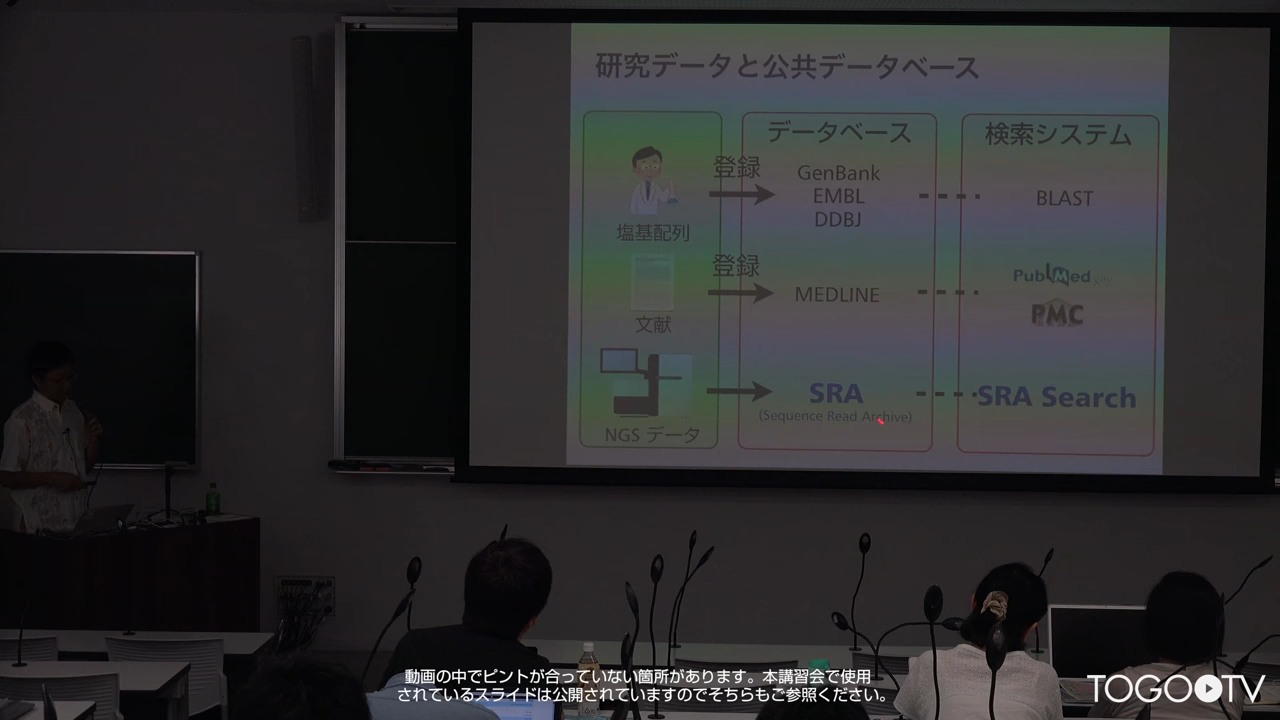 研究データと公共データベース
データベース
検索システム
登録
GenBank
EMBL
DDBJ
BLAST
塩基配列
登録
MEDLINE
PubMed
PMC
文献
SRA
(Sequence Read Archive)
SRA Search
NGS データ
動画の中でピントが合っていない箇所があります。本講習会で使用
されているスライドは公開されていますのでそちらもご参照ください。
TOGO TV